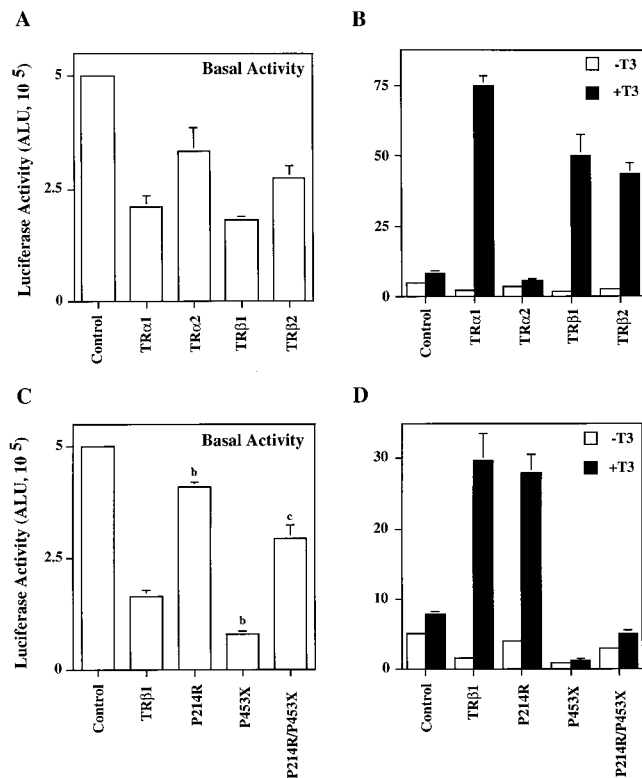 A
B
Luciferase Activity (ALU, 10 5)
Basal Activity
5
2.5
0
Control
TRα1
TRα2
TRβ1
TRβ2
-T3
+T3
75
50
25
0
Control
TRα1
TRα2
TRβ1
TRβ2
C
D
Luciferase Activity (ALU, 10 5)
Basal Activity
5
2.5
0
b
b
c
Control
TRβ1
P214R
P453X
P214R/P453X
-T3
+T3
30
20
10
0
Control
TRβ1
P214R
P453X
P214R/P453X